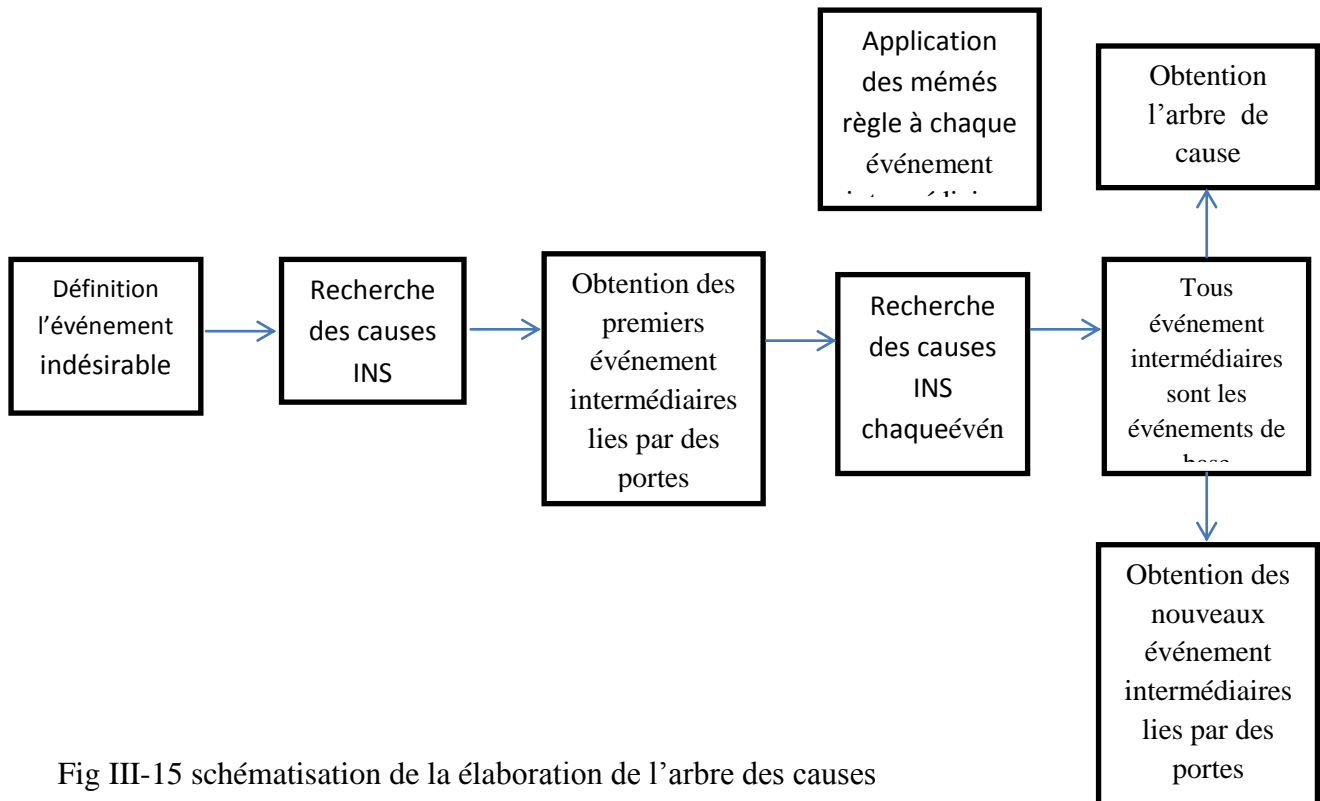 Application
des mémés
règle à chaque
événement
Obtention
l’arbre de
cause
Définition
l’événement
indésirable
Recherche
des causes
INS
Obtention des
premiers
événement
intermédiaires
lies par des
portes
Recherche
des causes
INS
chaqueévén
Tous
événement
intermédiaires
sont les
événements de
base
Obtention des
nouveaux
événement
intermédiaires
lies par des
portes
Fig III-15 schématisation de la élaboration de l’arbre des causes